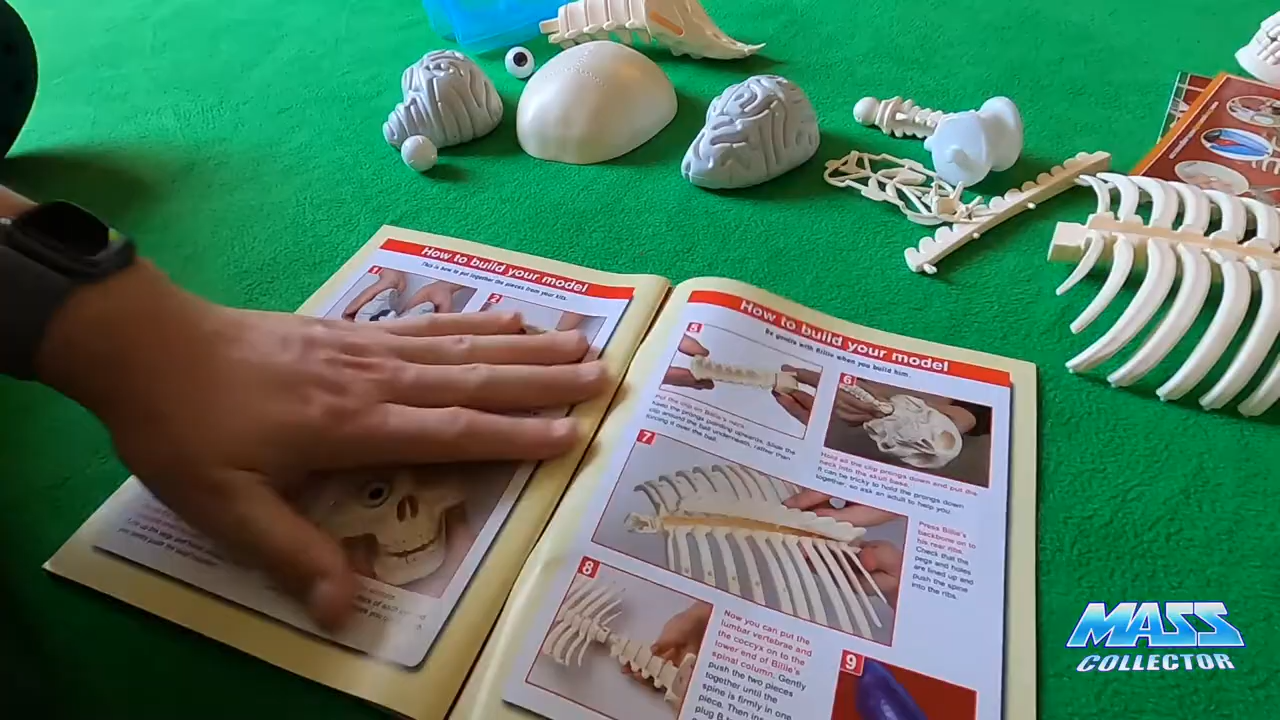 How to build your model
This is how to put together the pieces from your kits.
1
2
How to build your model
Be gentle with Billie when you build him.
5
Put the clip on Billie's neck.
Keep the prongs pointing upwards. Slide the
clip around the ball underneath, rather than
forcing it over the ball.
6
Hold all the clip prongs down and put the
neck into the skull base.
It can be tricky to hold the prongs down
together, so ask an adult to help you.
7
Press Billie's
backbone on to
his rear ribs.
Check that the
pegs and holes
are lined up and
push the spine
into the ribs.
8
Now you can put the
lumbar vertebrae and
the coccyx on to the
lower end of Billie's
spinal column. Gently
push the two pieces
together until the
spine is firmly in one
piece. Then
plug B
9
MASS
COLLECTOR